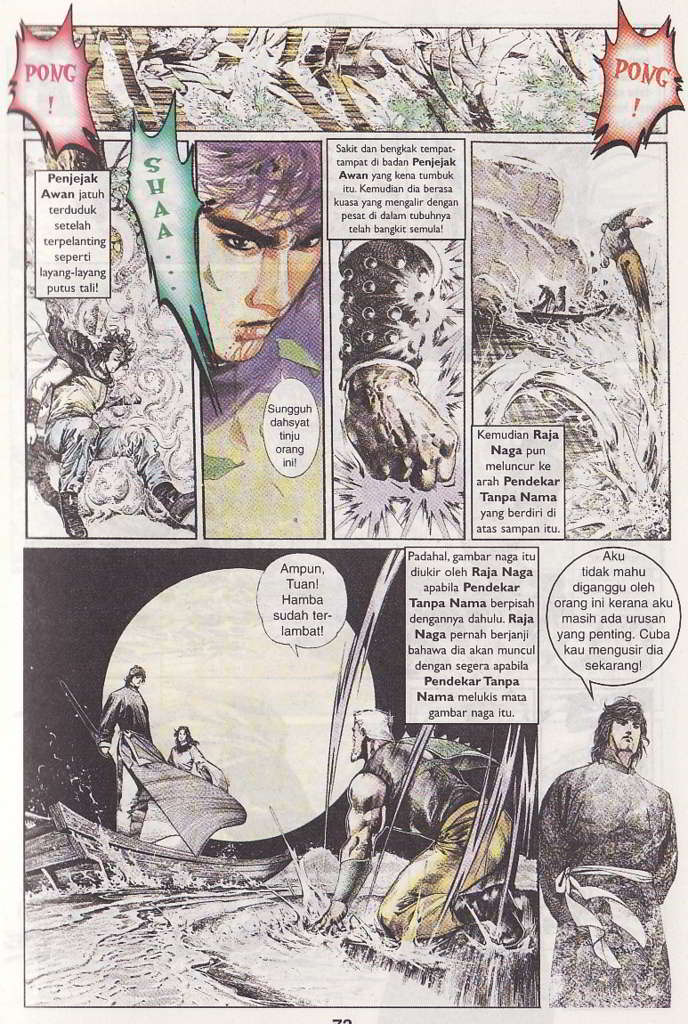 PONG
!
PONG
!
Penjejak
Awan jatuh
terduduk
setelah
terpelanting
seperti
layang-layang
putus tali!
SHAA...
Sungguh
dahsyat
tinju
orang
ini!
Sakit dan bengkak tempat-
tampat di badan Penjejak
Awan yang kena tumbuk
itu. Kemudian dia berasa
kuasa yang mengalir dengan
pesat di dalam tubuhnya
telah bangkit semula!
Kemudian Raja
Naga pun
meluncur ke
arah Pendekar
Tanpa Nama
yang berdiri di
atas sampan itu.
Ampun,
Tuan!
Hamba
sudah ter-
lambat!
Padahal, gambar naga itu
diukir oleh Raja Naga
apabila Pendekar
Tanpa Nama berpisah
dengannya dahulu. Raja
Naga pernah berjanji
bahawa dia akan muncul
dengan segera apabila
Pendekar Tanpa
Nama melukis mata
gambar naga itu.
Aku
tidak mahu
diganggu oleh
orang ini kerana aku
masih ada urusan
yang penting. Cuba
kau mengusir dia
sekarang!